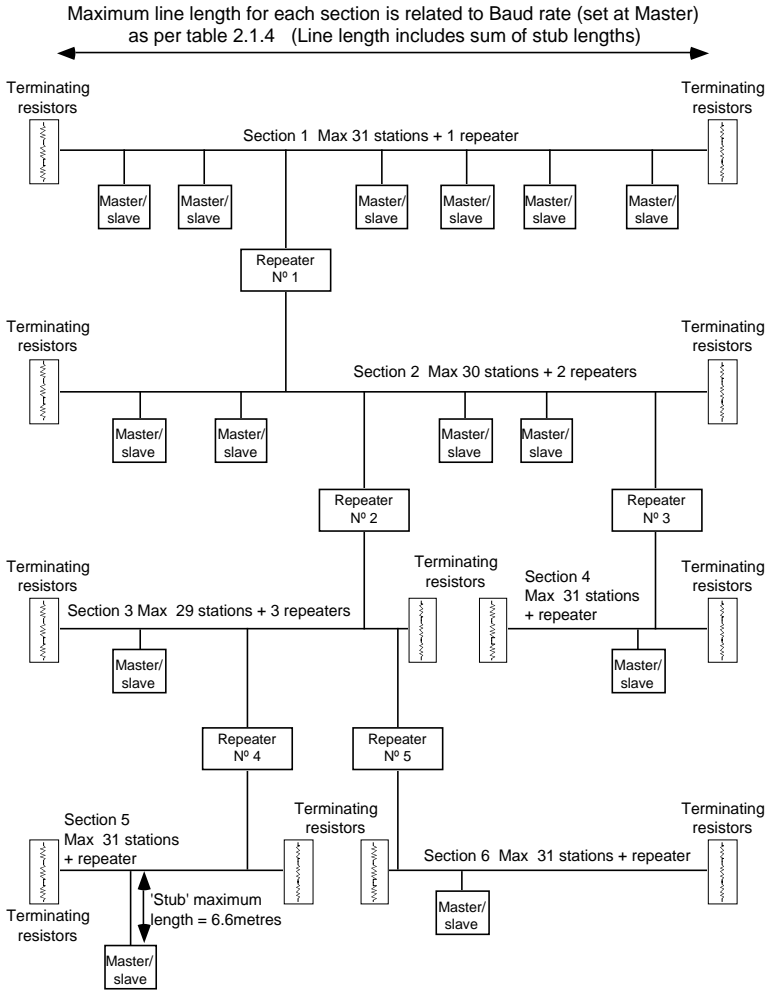 Maximum line length for each section is related to Baud rate (set at Master)
as per table 2.1.4 (Line length includes sum of stub lengths)
Terminating
resistors
Terminating
resistors
Section 1 Max 31 stations + 1 repeater
Master/
slave
Master/
slave
Master/
slave
Master/
slave
Master/
slave
Master/
slave
Repeater
Nº 1
Terminating
resistors
Terminating
resistors
Section 2 Max 30 stations + 2 repeaters
Master/
slave
Master/
slave
Master/
slave
Master/
slave
Repeater
Nº 2
Repeater
Nº 3
Terminating
resistors
Terminating
resistors
Terminating
resistors
Section 3 Max 29 stations + 3 repeaters
Section 4
Max 31 stations
+ repeater
Master/
slave
Master/
slave
Repeater
Nº 4
Repeater
Nº 5
Section 5
Max 31 stations
+ repeater
Terminating
resistors
Terminating
resistors
Section 6 Max 31 stations + repeater
Terminating
resistors
'Stub' maximum
length = 6.6metres
Master/
slave
Master/
slave